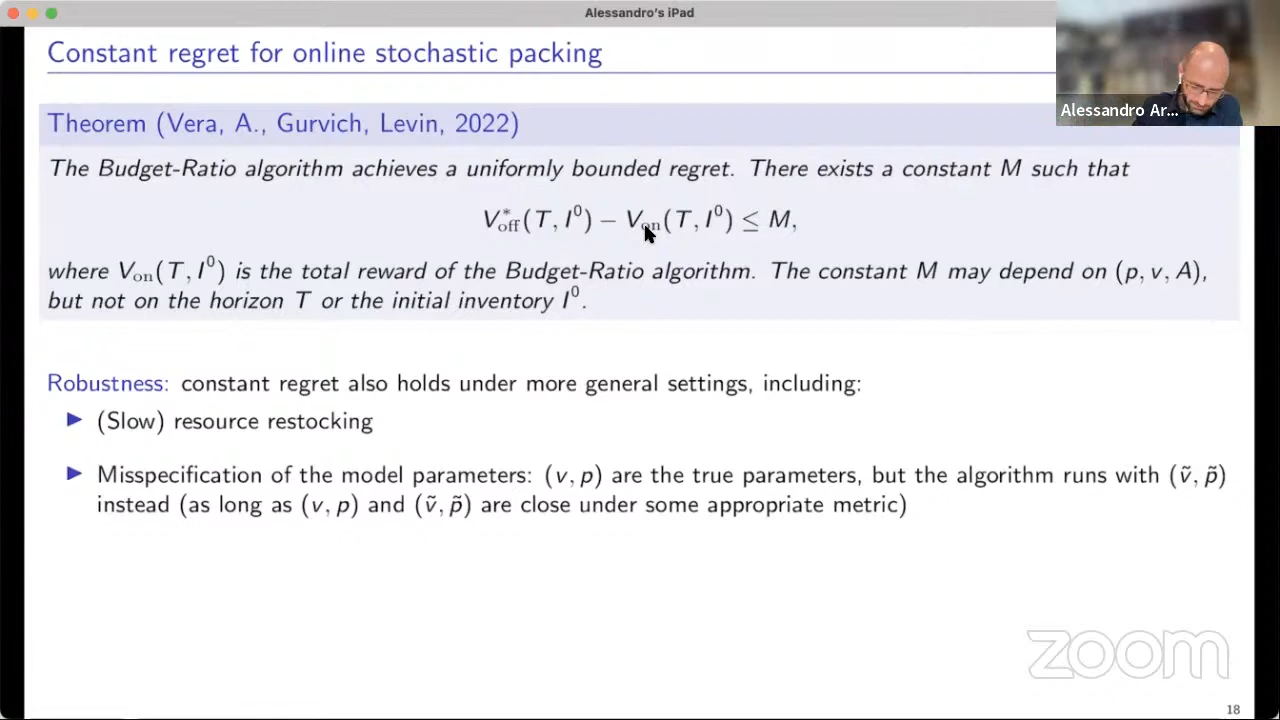 Alessandro's iPad
Constant regret for online stochastic packing
Alessandro Ar...
Theorem (Vera, A., Gurvich, Levin, 2022)
The Budget-Ratio algorithm achieves a uniformly bounded regret. There exists a constant M such that
V*off(T, I⁰) − Von(T, I⁰) ≤ M,
where Von(T, I⁰) is the total reward of the Budget-Ratio algorithm. The constant M may depend on (p, v, A),
but not on the horizon T or the initial inventory I⁰.
Robustness: constant regret also holds under more general settings, including:
▶ (Slow) resource restocking
▶ Misspecification of the model parameters: (v, p) are the true parameters, but the algorithm runs with (ṽ, p̃)
instead (as long as (v, p) and (ṽ, p̃) are close under some appropriate metric)
zoom
18